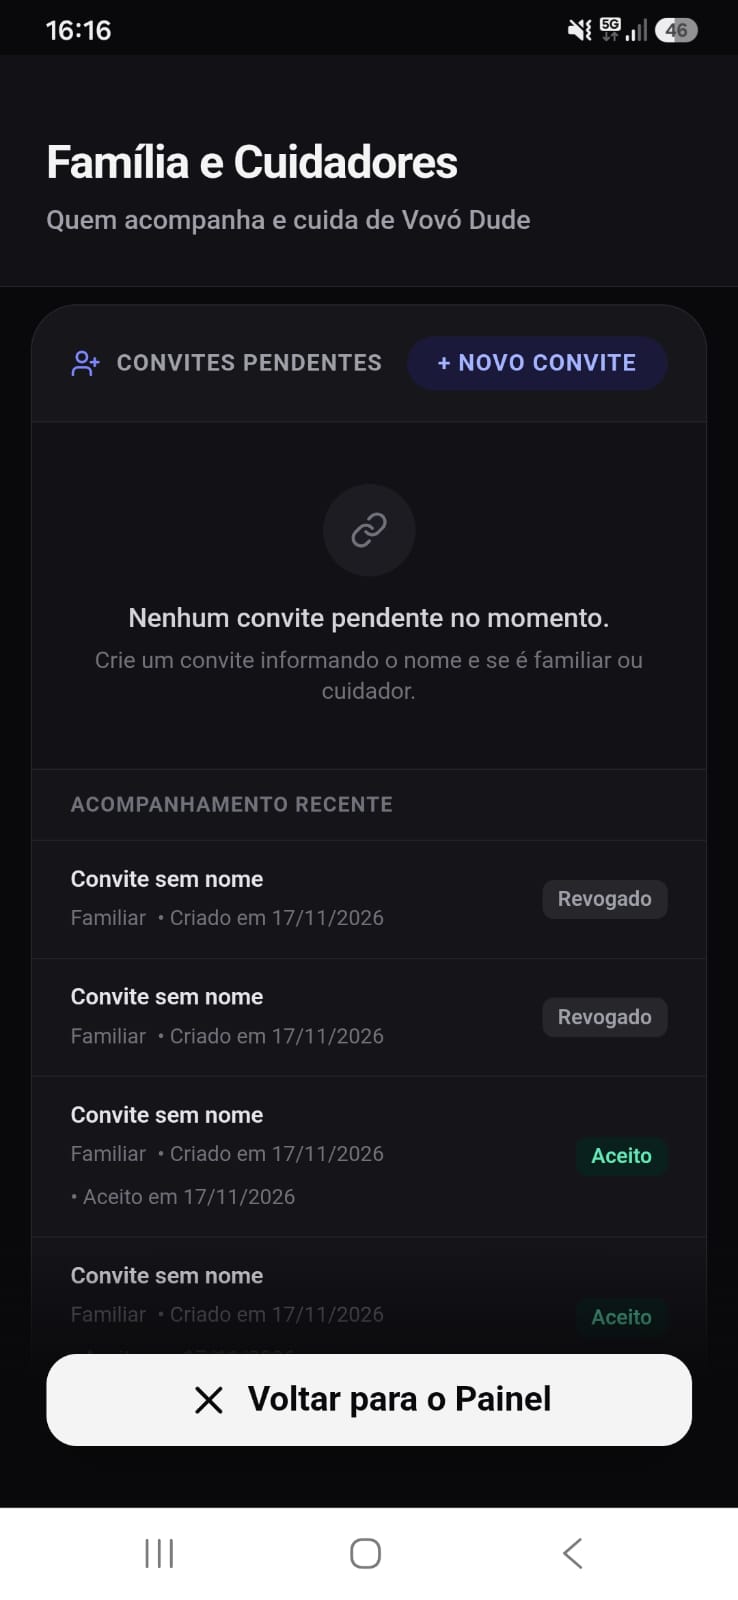 16:16
5G
46
Família e Cuidadores
Quem acompanha e cuida de Vovó Dude
CONVITES PENDENTES
+ NOVO CONVITE
Nenhum convite pendente no momento.
Crie um convite informando o nome e se é familiar ou
cuidador.
ACOMPANHAMENTO RECENTE
Convite sem nome
Familiar • Criado em 17/11/2026
Revogado
Convite sem nome
Familiar • Criado em 17/11/2026
Revogado
Convite sem nome
Familiar • Criado em 17/11/2026
• Aceito em 17/11/2026
Aceito
Convite sem nome
Familiar • Criado em 17/11/2026
Aceito
Voltar para o Painel